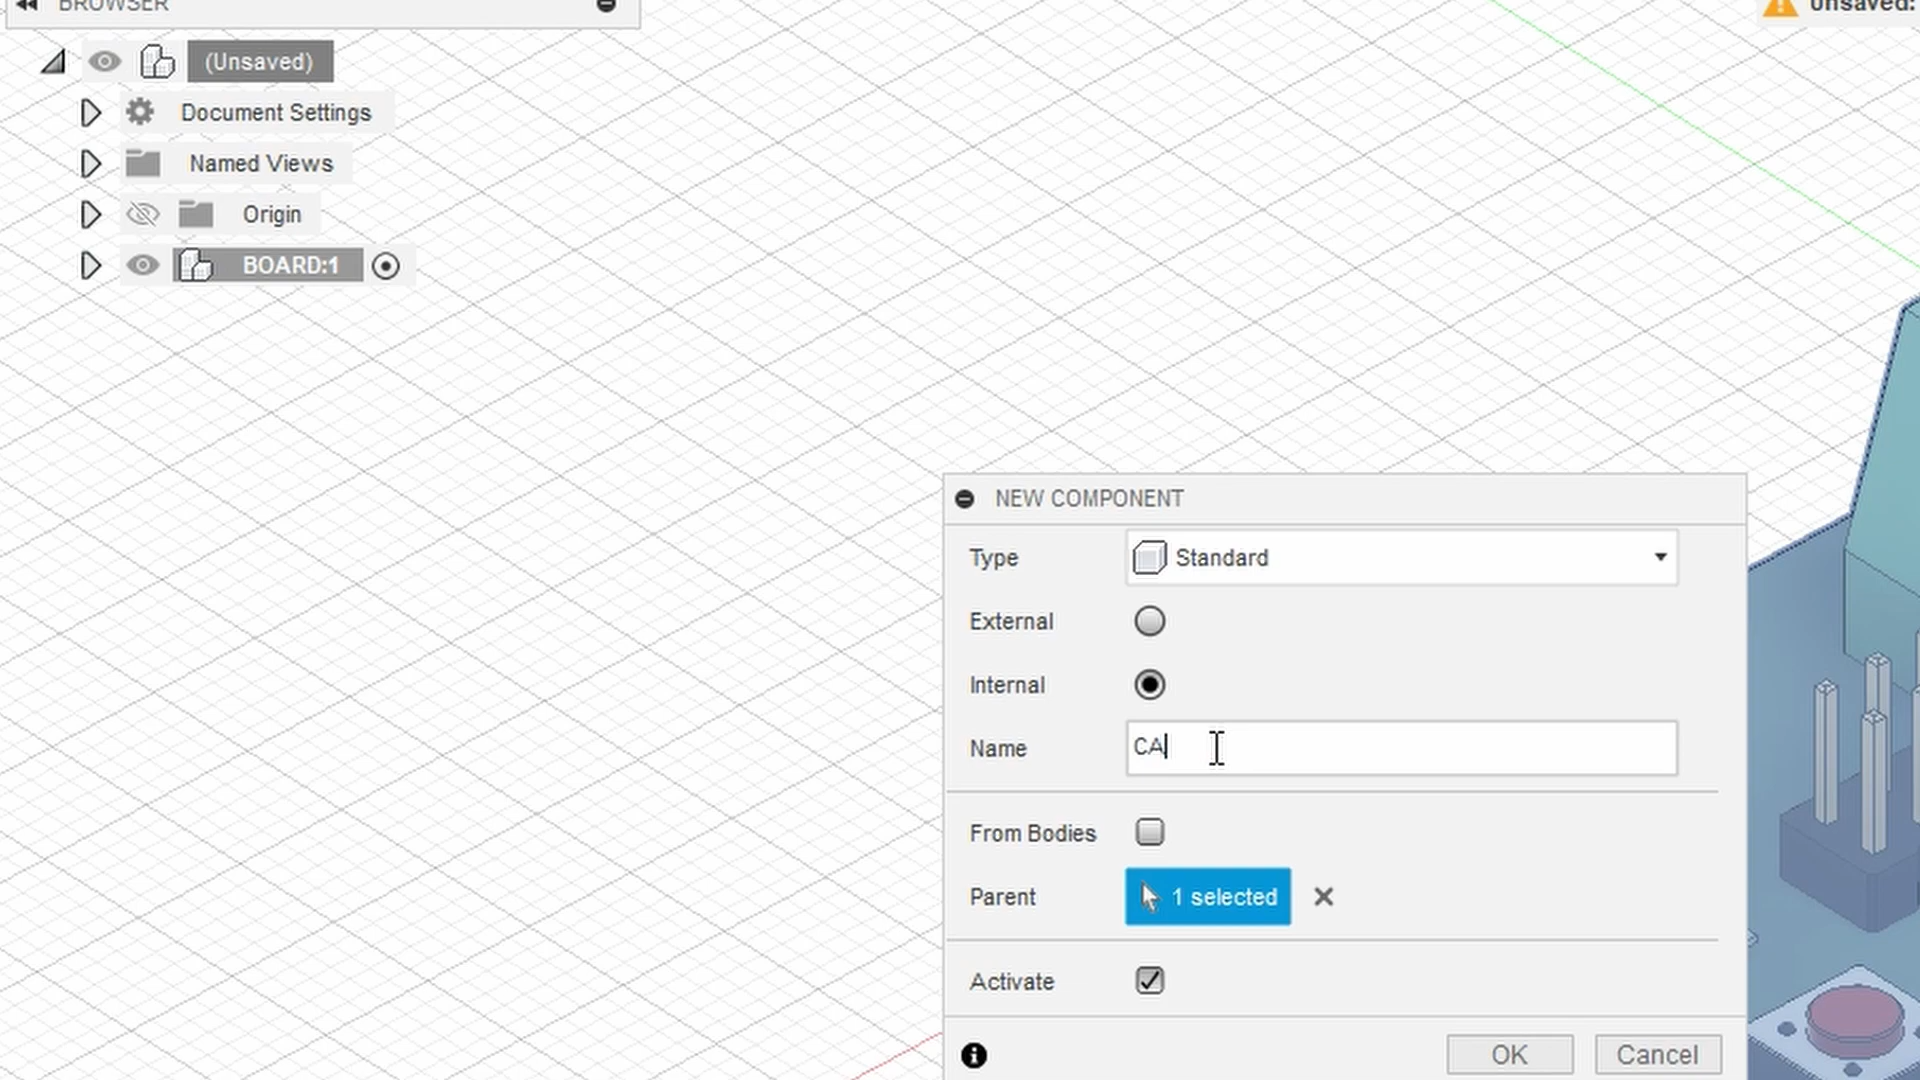 BROWSER
Unsaved:
(Unsaved)
Document Settings
Named Views
Origin
BOARD:1
NEW COMPONENT
Type Standard
External
Internal
Name CA
From Bodies
Parent 1 selected
Activate
OK Cancel